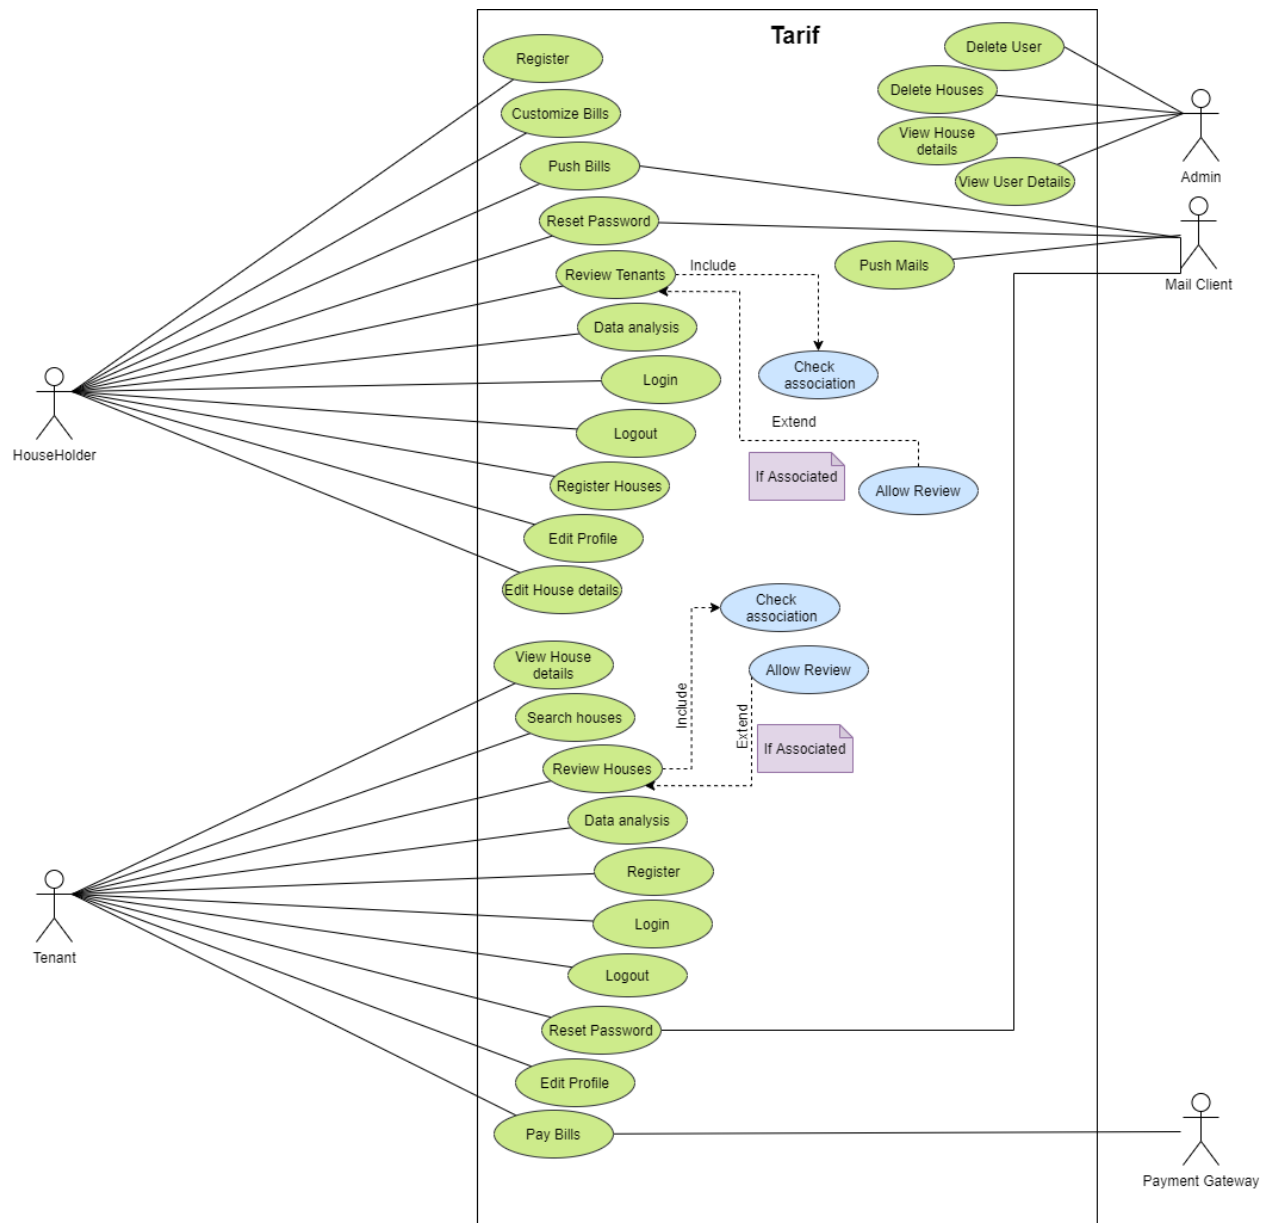 Tarif
Register
Customize Bills
Push Bills
Reset Password
Review Tenants
Data analysis
Login
Logout
Register Houses
Edit Profile
Edit House details
HouseHolder
Include
Check
association
Extend
If Associated
Allow Review
Delete User
Delete Houses
View House
details
View User Details
Admin
Push Mails
Mail Client
View House
details
Search houses
Review Houses
Data analysis
Register
Login
Logout
Reset Password
Edit Profile
Pay Bills
Tenant
Include
Check
association
Allow Review
Extend
If Associated
Payment Gateway